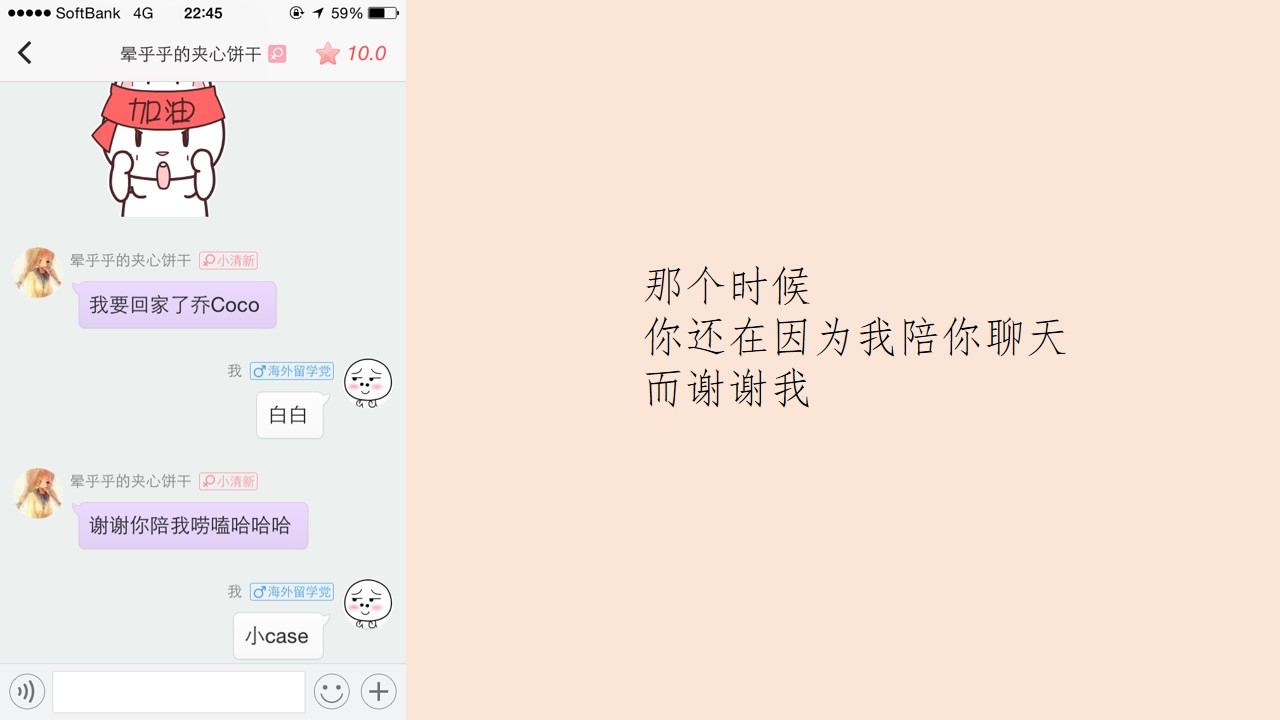 SoftBank 4G 22:45 59%
晕乎乎的夹心饼干 10.0
加油
晕乎乎的夹心饼干 小清新
我要回家了乔Coco
我 海外留学党
白白
晕乎乎的夹心饼干 小清新
谢谢你陪我唠嗑哈哈哈
我 海外留学党
小case
那个时候
你还在因为我陪你聊天
而谢谢我